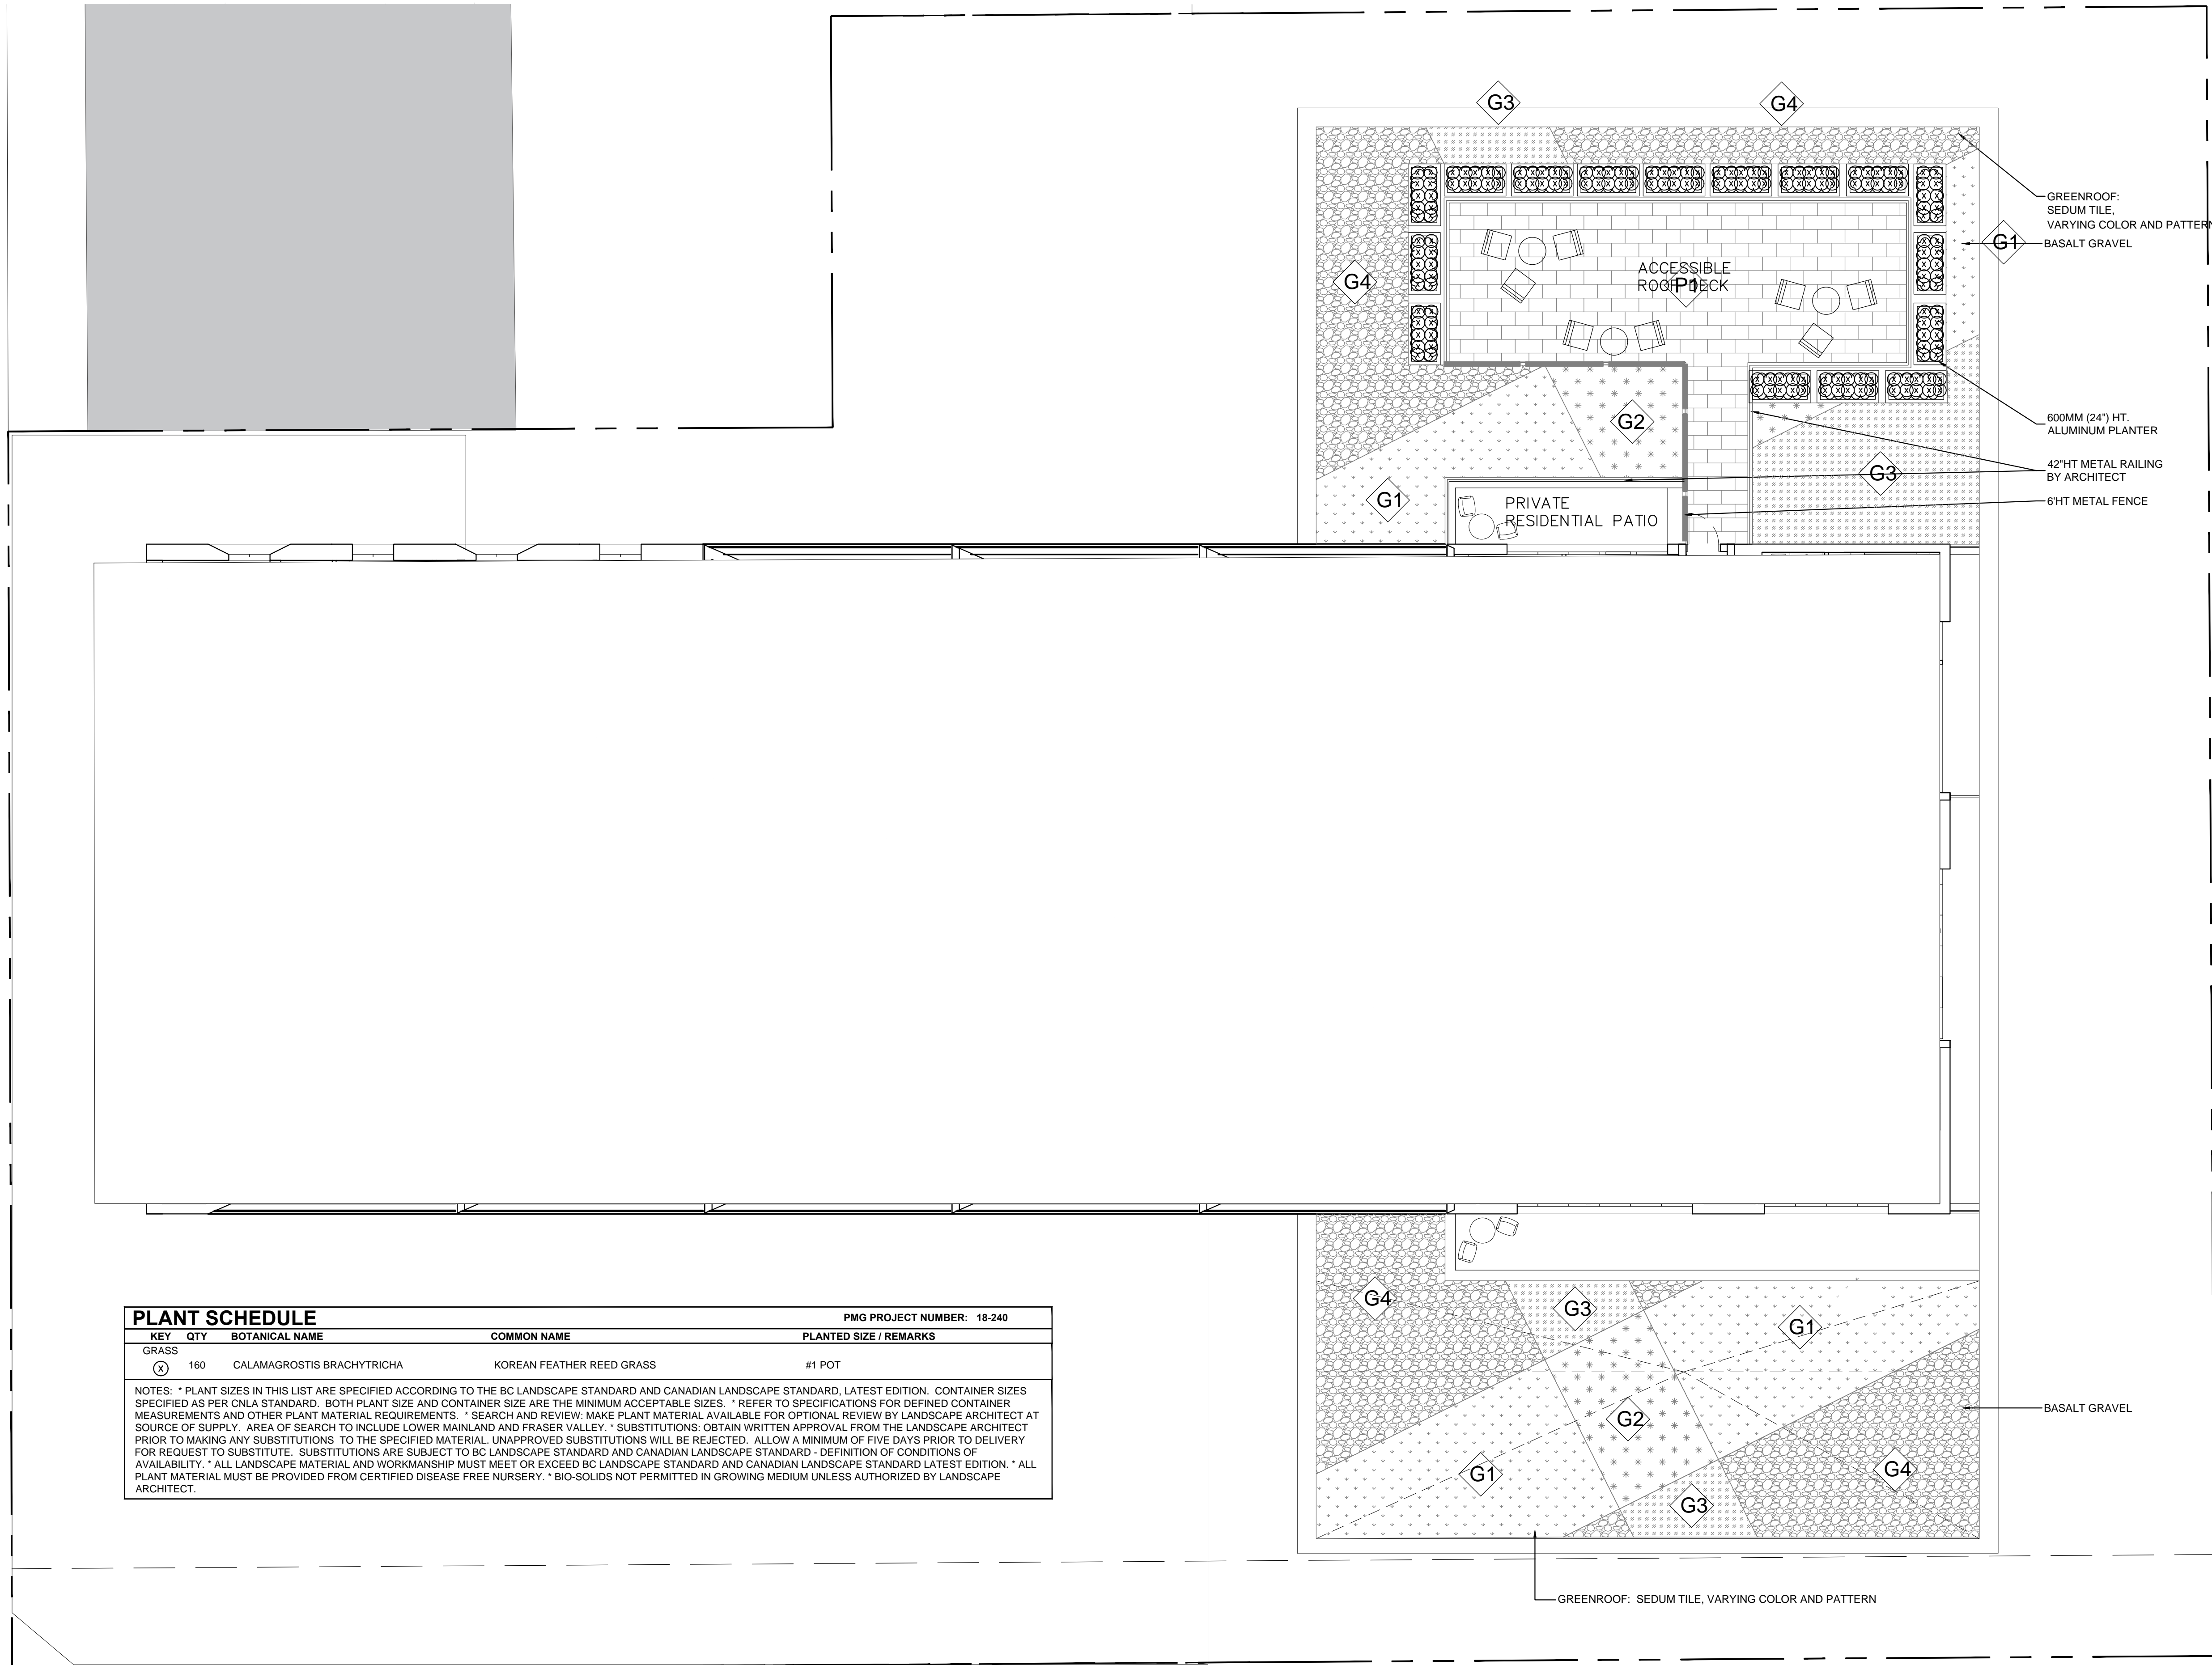 G3
G4
GREENROOF:
SEDUM TILE,
VARYING COLOR AND PATTERN
G1
BASALT GRAVEL
G4
ACCESSIBLE
ROOF DECK
P1
600MM (24") HT.
ALUMINUM PLANTER
G2
42"HT METAL RAILING
BY ARCHITECT
G3
G1
PRIVATE
RESIDENTIAL PATIO
6'HT METAL FENCE
G4
G3
G1
BASALT GRAVEL
G2
G1
G4
G3
GREENROOF: SEDUM TILE, VARYING COLOR AND PATTERN
PLANT SCHEDULE
PMG PROJECT NUMBER: 18-240
KEY QTY BOTANICAL NAME COMMON NAME PLANTED SIZE / REMARKS
GRASS
X 160 CALAMAGROSTIS BRACHYTRICHA KOREAN FEATHER REED GRASS #1 POT
NOTES: * PLANT SIZES IN THIS LIST ARE SPECIFIED ACCORDING TO THE BC LANDSCAPE STANDARD AND CANADIAN LANDSCAPE STANDARD, LATEST EDITION. CONTAINER SIZES
SPECIFIED AS PER CNLA STANDARD. BOTH PLANT SIZE AND CONTAINER SIZE ARE THE MINIMUM ACCEPTABLE SIZES. * REFER TO SPECIFICATIONS FOR DEFINED CONTAINER
MEASUREMENTS AND OTHER PLANT MATERIAL REQUIREMENTS. * SEARCH AND REVIEW: MAKE PLANT MATERIAL AVAILABLE FOR OPTIONAL REVIEW BY LANDSCAPE ARCHITECT AT
SOURCE OF SUPPLY. AREA OF SEARCH TO INCLUDE LOWER MAINLAND AND FRASER VALLEY. * SUBSTITUTIONS: OBTAIN WRITTEN APPROVAL FROM THE LANDSCAPE ARCHITECT
PRIOR TO MAKING ANY SUBSTITUTIONS TO THE SPECIFIED MATERIAL. UNAPPROVED SUBSTITUTIONS WILL BE REJECTED. ALLOW A MINIMUM OF FIVE DAYS PRIOR TO DELIVERY
FOR REQUEST TO SUBSTITUTE. SUBSTITUTIONS ARE SUBJECT TO BC LANDSCAPE STANDARD AND CANADIAN LANDSCAPE STANDARD - DEFINITION OF CONDITIONS OF
AVAILABILITY. * ALL LANDSCAPE MATERIAL AND WORKMANSHIP MUST MEET OR EXCEED BC LANDSCAPE STANDARD AND CANADIAN LANDSCAPE STANDARD LATEST EDITION. * ALL
PLANT MATERIAL MUST BE PROVIDED FROM CERTIFIED DISEASE FREE NURSERY. * BIO-SOLIDS NOT PERMITTED IN GROWING MEDIUM UNLESS AUTHORIZED BY LANDSCAPE
ARCHITECT.